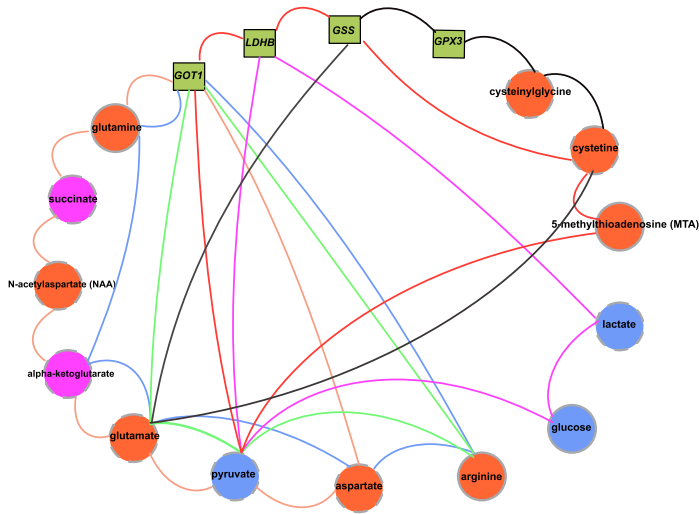 GSS
LDHB
GPX3
GOT1
cysteinylglycine
glutamine
cystetine
succinate
5-methylthioadenosine (MTA)
N-acetylaspartate (NAA)
lactate
alpha-ketoglutarate
glucose
glutamate
pyruvate
arginine
aspartate